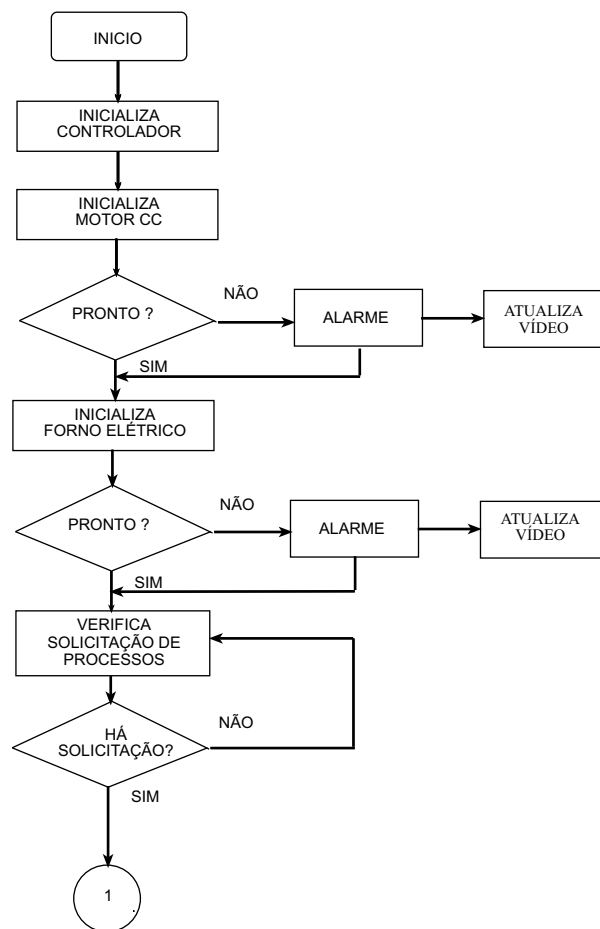 INICIO
INICIALIZA
CONTROLADOR
INICIALIZA
MOTOR CC
PRONTO ?
NÃO
ALARME
ATUALIZA
VÍDEO
SIM
INICIALIZA
FORNO ELÉTRICO
PRONTO ?
NÃO
ALARME
ATUALIZA
VÍDEO
SIM
VERIFICA
SOLICITAÇÃO DE
PROCESSOS
HÁ
SOLICITAÇÃO?
NÃO
SIM
1
.